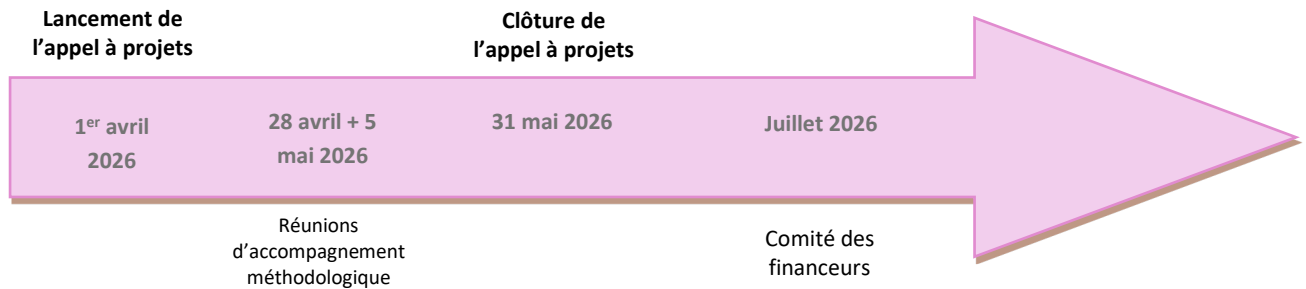 Lancement de
l’appel à projets
Clôture de
l’appel à projets
1er avril
2026
28 avril + 5
mai 2026
31 mai 2026
Juillet 2026
Réunions
d’accompagnement
méthodologique
Comité des
financeurs